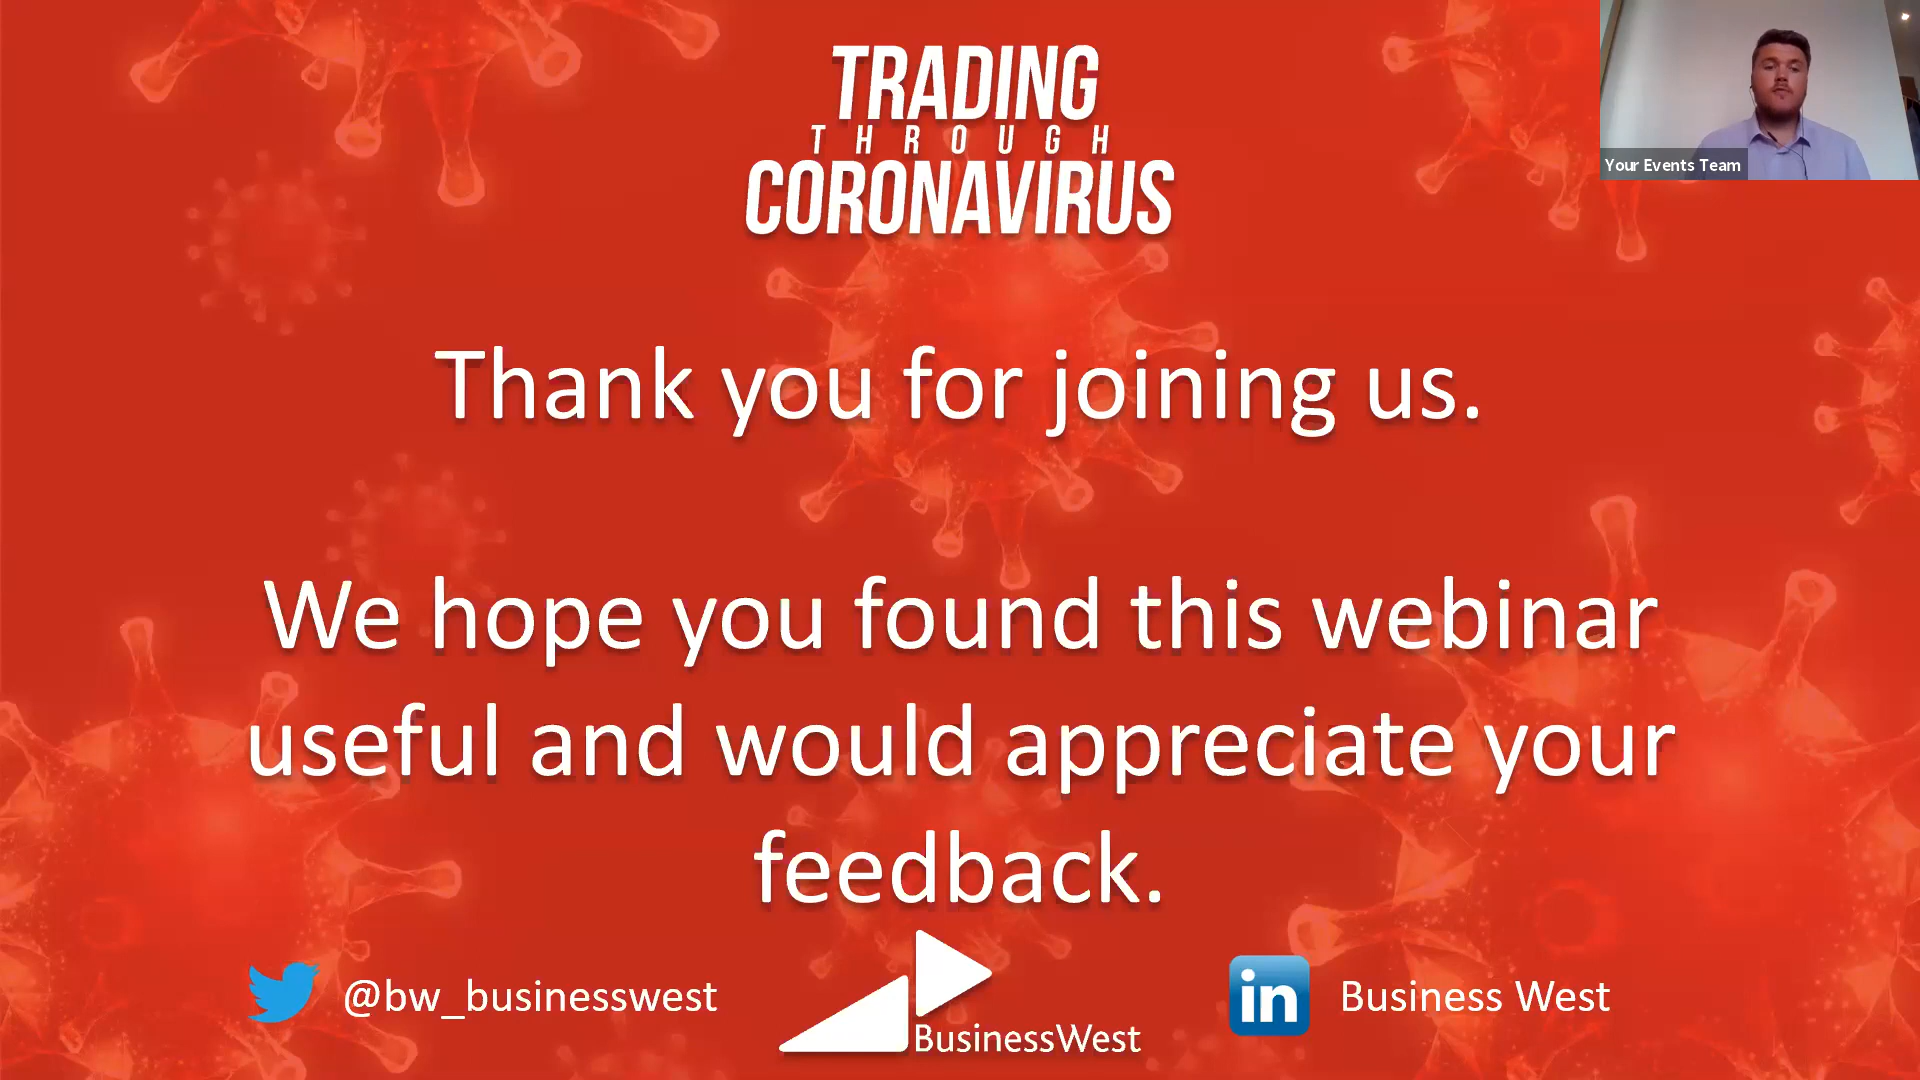 TRADING
THROUGH
CORONAVIRUS
Your Events Team
Thank you for joining us.
We hope you found this webinar
useful and would appreciate your
feedback.
@bw_businesswest
BusinessWest
in
Business West